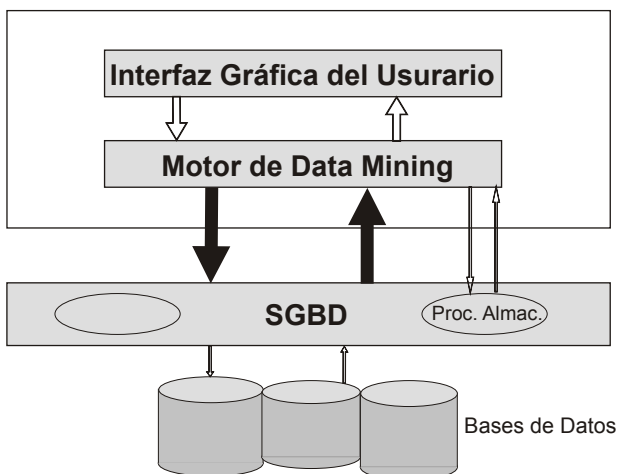 Interfaz Gráfica del Usurario
Motor de Data Mining
SGBD
Proc. Almac.
Bases de Datos